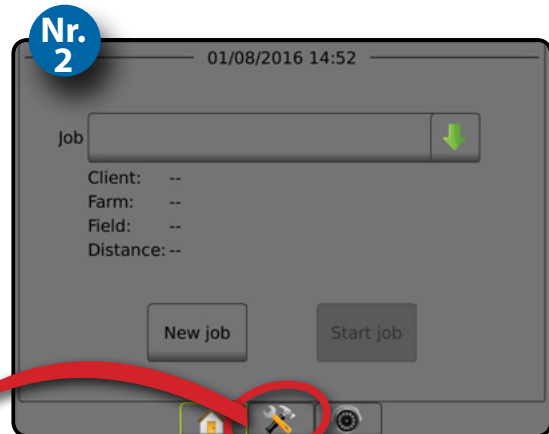 Nr.
2
01/08/2016 14:52
Job
Client: --
Farm: --
Field: --
Distance: --
New job
Start job